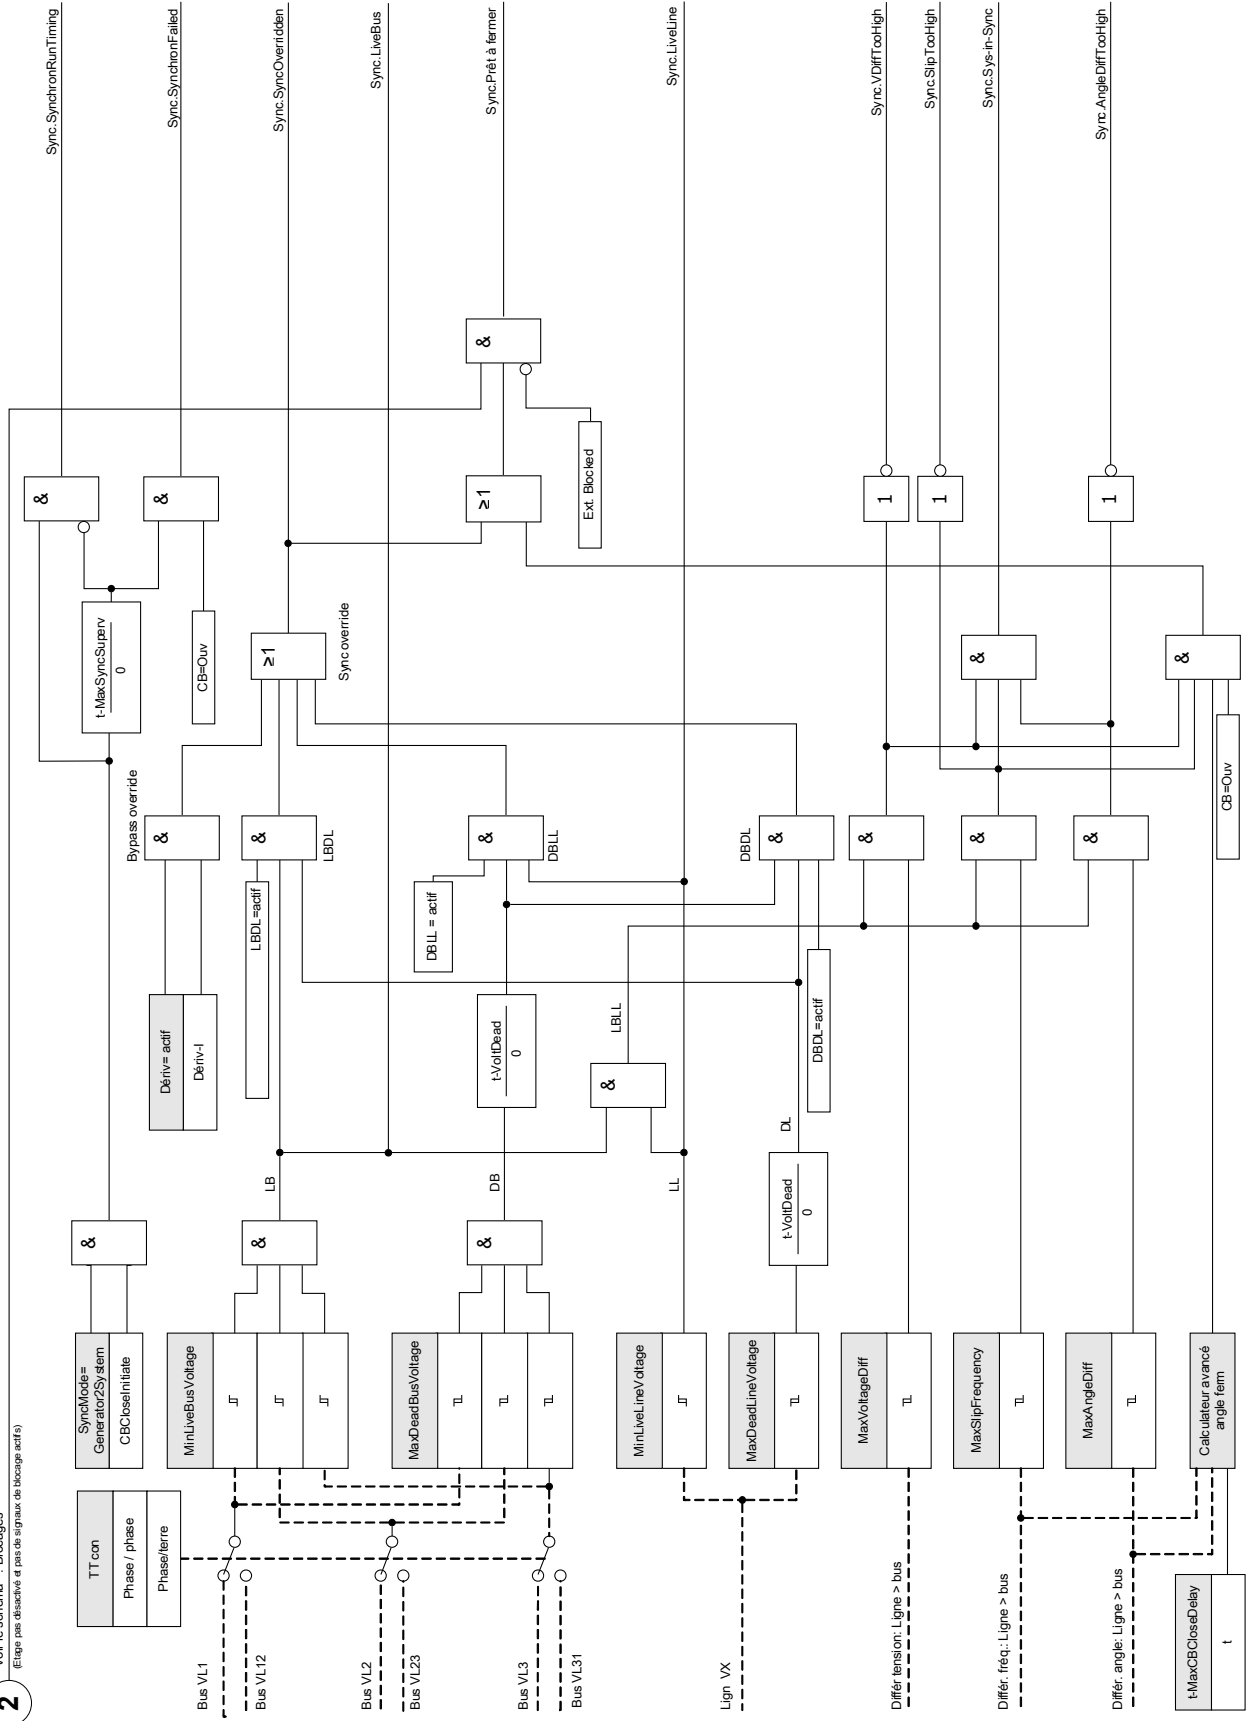 2
(Etage pas désactivé et pas de signaux de blocage actifs)
Sync.SynchronRunTiming
Sync.SynchronFailed
Sync.SyncOverridden
Sync.LiveBus
Sync.Prêt à fermer
Sync.LiveLine
Sync.VDiffTooHigh
Sync.SlipTooHigh
Sync.Sys-in-Sync
Sync.AngleDiffTooHigh
&
&
&
≥1
Ext. Blocked
1
1
1
t-MaxSyncSuperv
0
CB=Ouv
≥1
Sync override
&
&
CB=Ouv
Bypass override
&
&
LBDL
&
DBLL
DBDL
&
&
&
&
LBDL=actif
DBLL = actif
DBDL=actif
Dériv= actif
Dériv-I
t-VoltDead
0
LBLL
&
DL
t-VoltDead
0
LB
DB
LL
&
&
&
SyncMode=
Generator2System
CBCloseInitiate
MinLiveBusVoltage
MaxDeadBusVoltage
MinLiveLineVoltage
MaxDeadLineVoltage
MaxVoltageDiff
MaxSlipFrequency
MaxAngleDiff
Calculateur avancé
angle ferm
TT con
Phase / phase
Phase/terre
Bus VL1
Bus VL12
Bus VL2
Bus VL23
Bus VL3
Bus VL31
Lign VX
Différ tension: Ligne > bus
Différ. fréq.: Ligne > bus
Différ. angle: Ligne > bus
t-MaxCBCloseDelay
t